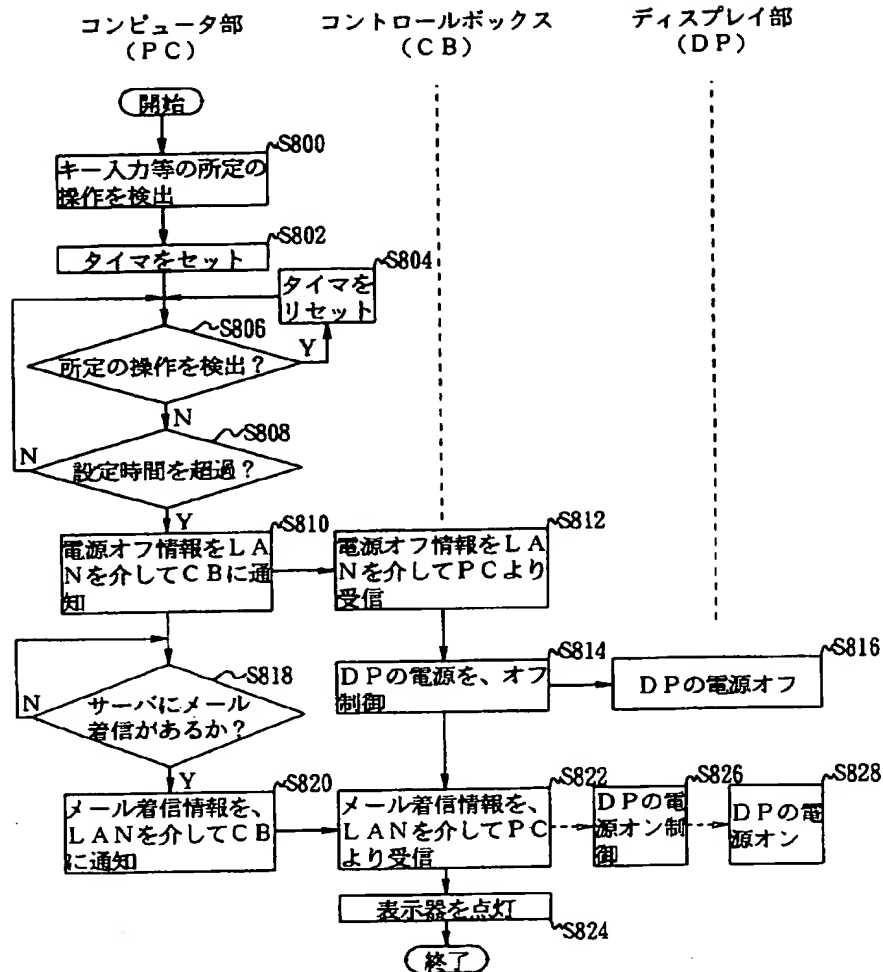 コンピュータ部
(PC)
コントロールボックス
(CB)
ディスプレイ部
(DP)
開始
S800
キー入力等の所定の
操作を検出
S802
タイマをセット
S804
タイマを
リセット
S806
所定の操作を検出?
Y
N
S808
設定時間を超過?
N
Y
S810
電源オフ情報をLA
Nを介してCBに通
知
S812
電源オフ情報をLA
Nを介してPCより
受信
S814
DPの電源を、オフ
制御
S816
DPの電源オフ
S818
サーバにメール
着信があるか?
N
Y
S820
メール着信情報を、
LANを介してCB
に通知
S822
メール着信情報を、
LANを介してPC
より受信
S826
DPの電
源オン制
御
S828
DPの電
源オン
表示器を点灯
S824
終了